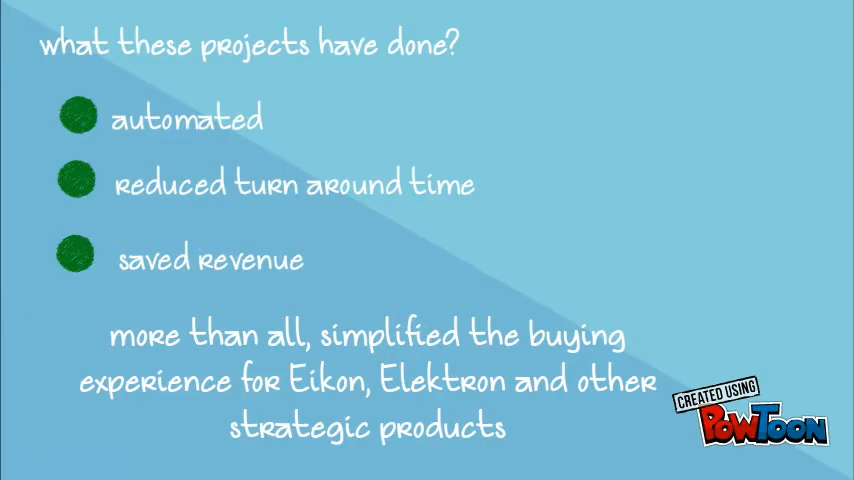 what these projects have done?
automated
reduced turn around time
saved revenue
more than all, simplified the buying
experience for Eikon, Elektron and other
strategic products
CREATED USING
POWTOON